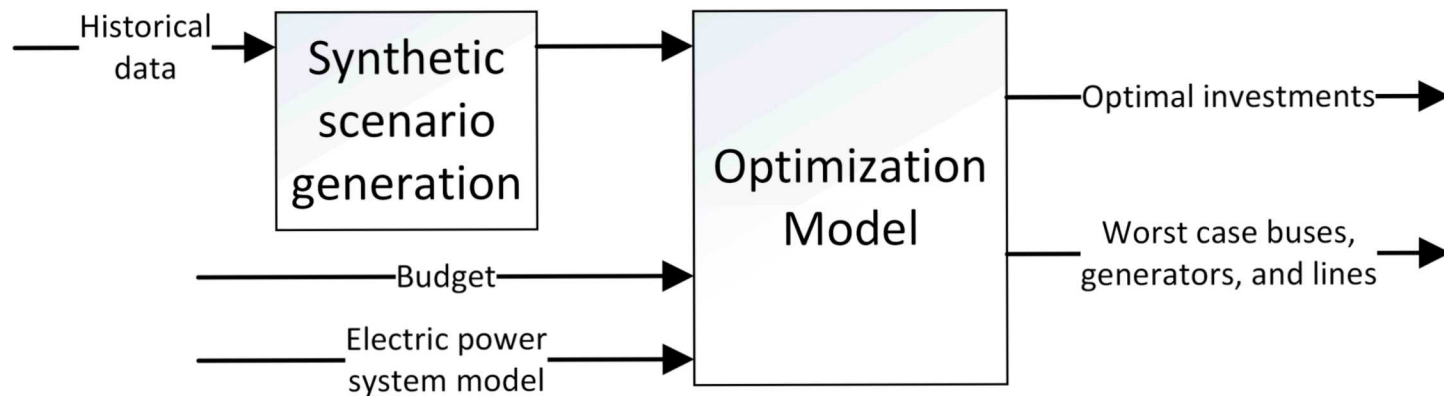 Historical
data
Synthetic
scenario
generation
Budget
Electric power
system model
Optimization
Model
Optimal investments
Worst case buses,
generators, and lines